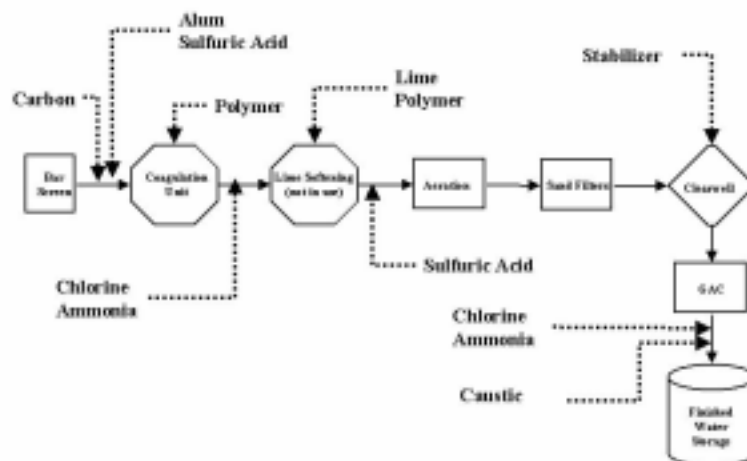 Alum
Sulfuric Acid
Carbon
Polymer
Lime
Polymer
Stabilizer
Bar
Screen
Coagulation
Unit
Lime Softening
(not in use)
Aeration
Sand Filters
Clearwell
Chlorine
Ammonia
Sulfuric Acid
GAC
Chlorine
Ammonia
Caustic
Finished
Water
Storage